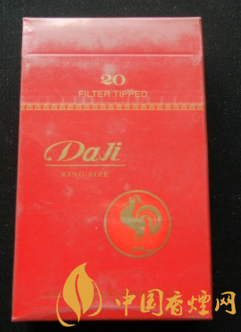 20
FILTER TIPPED
DaJi
KING SIZE
中国香烟网